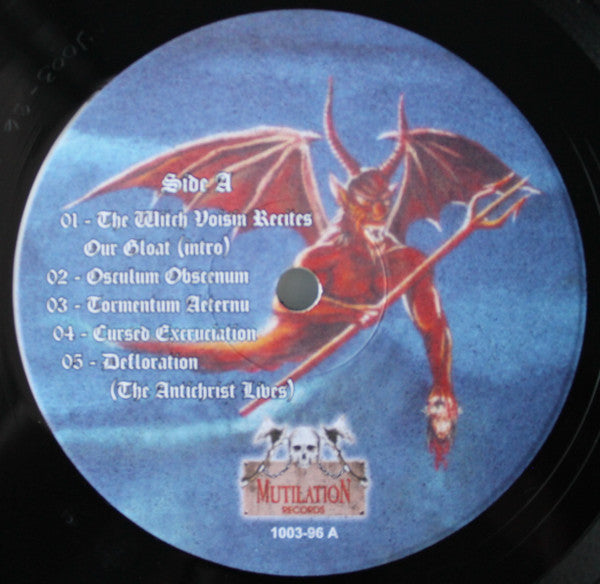 Side A
01 - The Witch Voisin Recites
Our Gloat (intro)
02 - Osculum Obscenum
03 - Tormentum Aeternu
04 - Cursed Excruciation
05 - Defloration
(The Antichrist Lives)
MUTILATION
RECORDS
1003-96 A